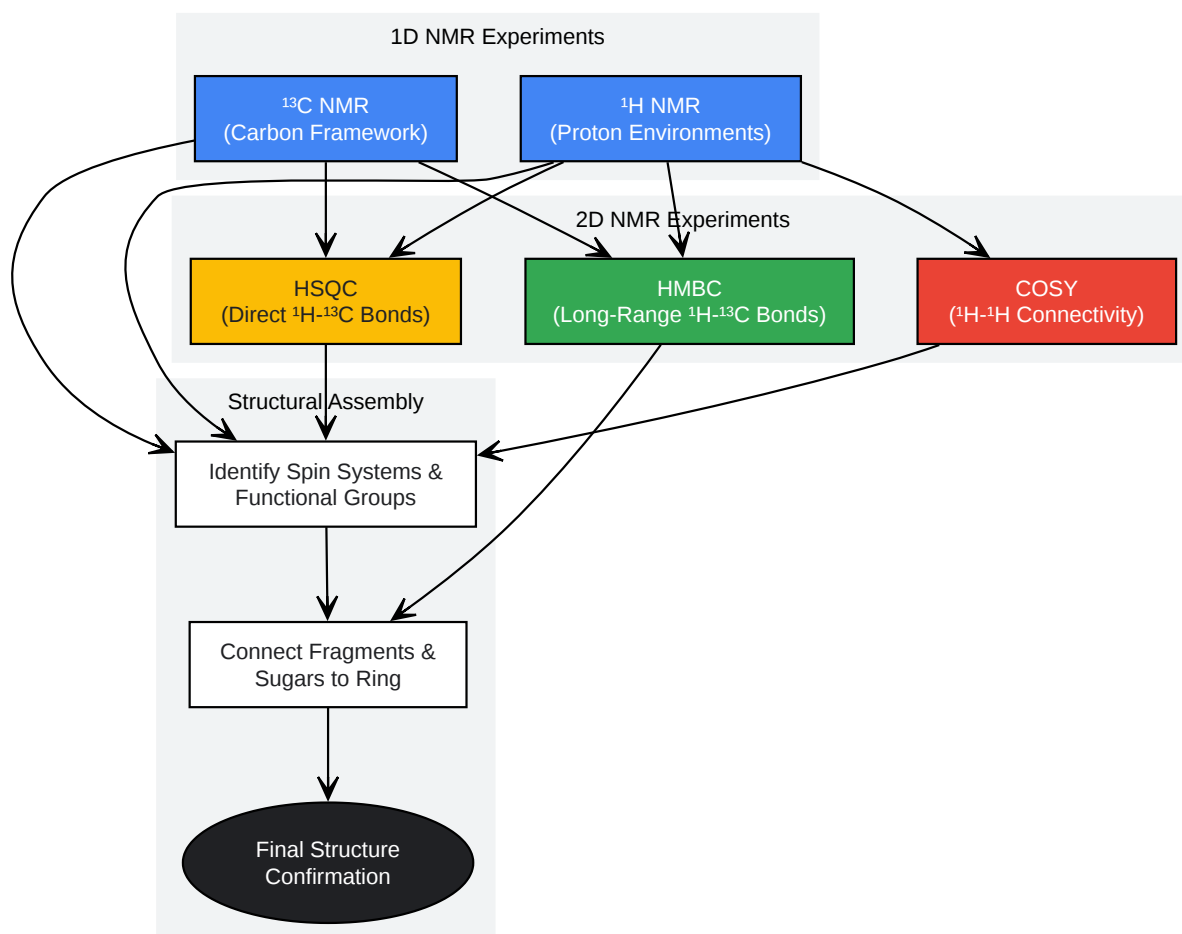 1D NMR Experiments
¹³C NMR
(Carbon Framework)
¹H NMR
(Proton Environments)
2D NMR Experiments
HSQC
(Direct ¹H-¹³C Bonds)
HMBC
(Long-Range ¹H-¹³C Bonds)
COSY
(¹H-¹H Connectivity)
Structural Assembly
Identify Spin Systems &
Functional Groups
Connect Fragments &
Sugars to Ring
Final Structure
Confirmation